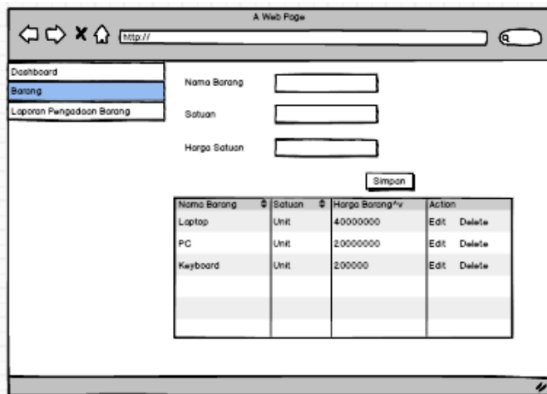 A Web Page
http://
Dashboard
Barang
Laporan Pengadaan Barang
Nama Barang
Satuan
Harga Satuan
Simpan
Nama Barang Satuan Harga Barang^v Action
Laptop Unit 40000000 Edit Delete
PC Unit 20000000 Edit Delete
Keyboard Unit 200000 Edit Delete